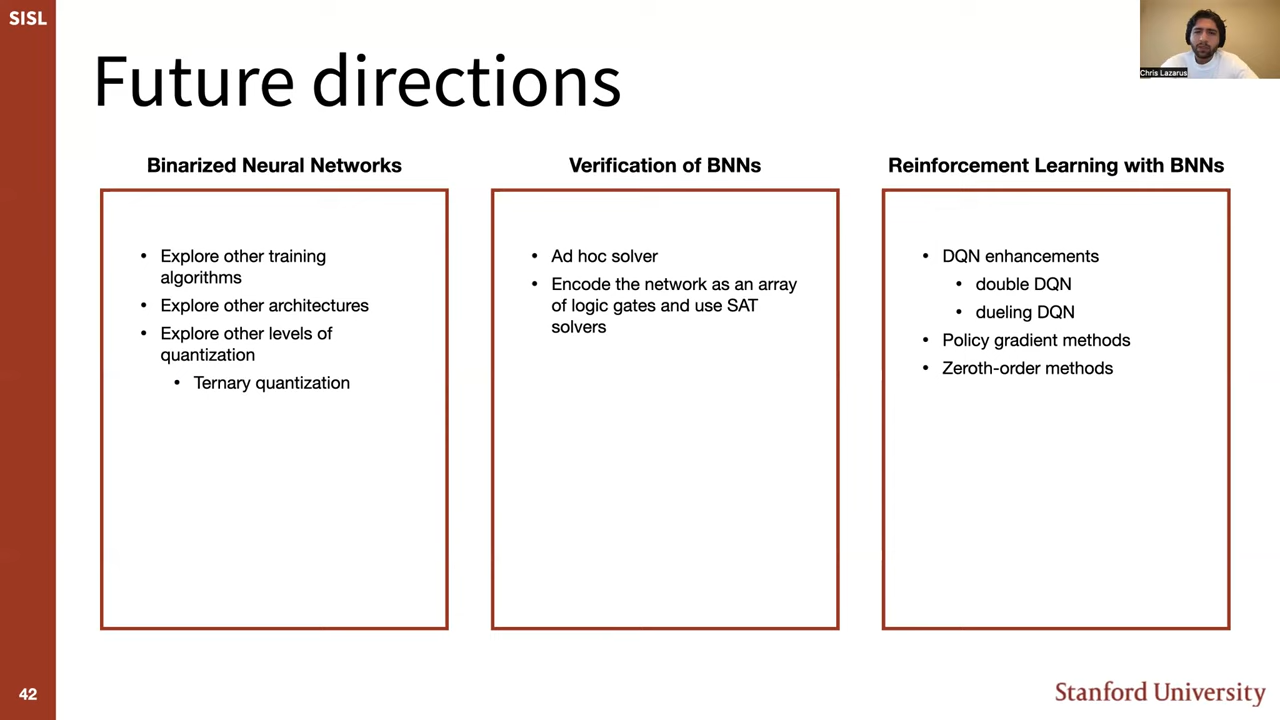 SISL
Chris Lazarus
Future directions
Binarized Neural Networks
• Explore other training
algorithms
• Explore other architectures
• Explore other levels of
quantization
• Ternary quantization
Verification of BNNs
• Ad hoc solver
• Encode the network as an array
of logic gates and use SAT
solvers
Reinforcement Learning with BNNs
• DQN enhancements
• double DQN
• dueling DQN
• Policy gradient methods
• Zeroth-order methods
42
Stanford University